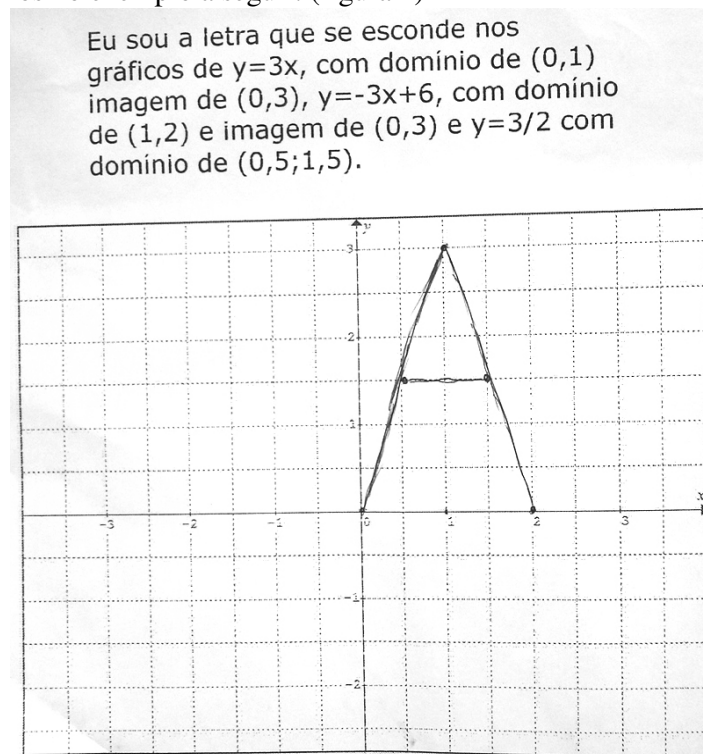 Eu sou a letra que se esconde nos
gráficos de y=3x, com domínio de (0,1)
imagem de (0,3), y=-3x+6, com domínio
de (1,2) e imagem de (0,3) e y=3/2 com
domínio de (0,5;1,5).
y
3
2
1
x
-3 -2 -1 0 1 2 3
-1
-2